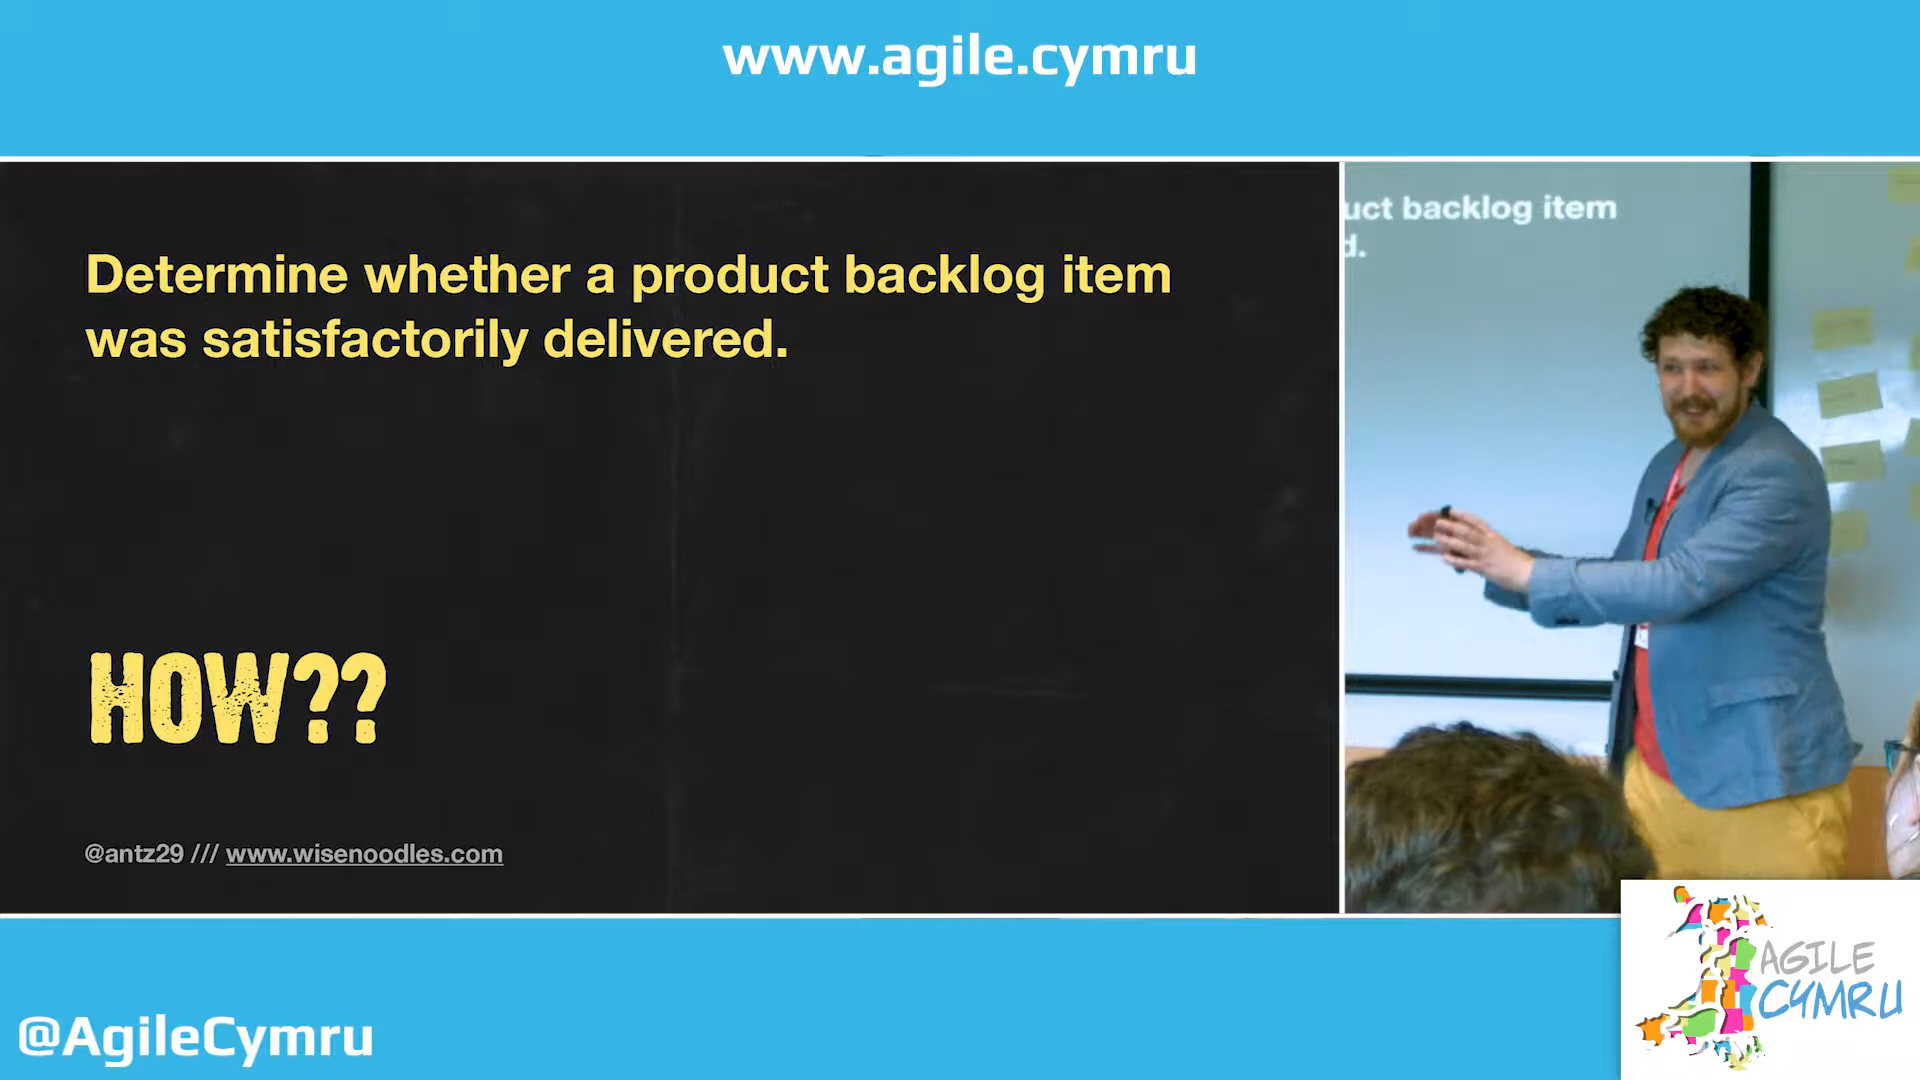 www.agile.cymru
Determine whether a product backlog item
was satisfactorily delivered.
HOW??
@antz29 /// www.wisenoodles.com
uct backlog item
d.
@AgileCymru
AGILE
CYMRU